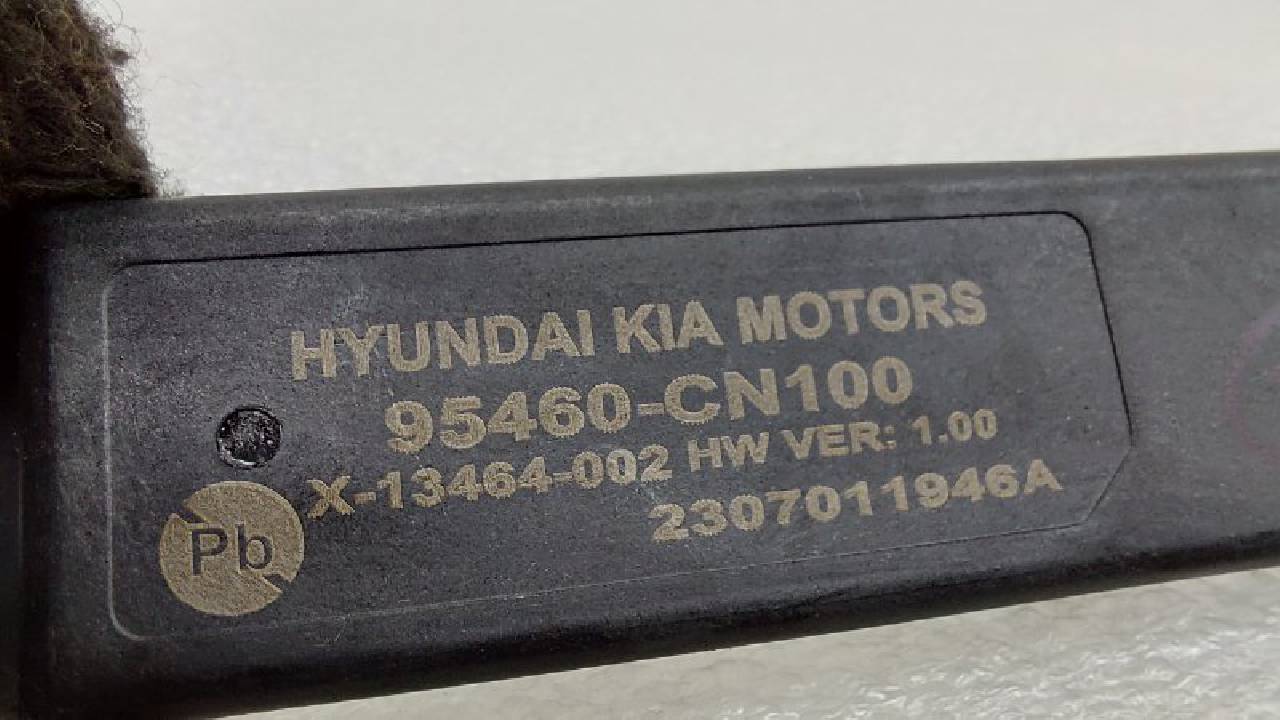 HYUNDAI KIA MOTORS
95460-CN100
X-13464-002 HW VER: 1.00
2307011946A
Pb